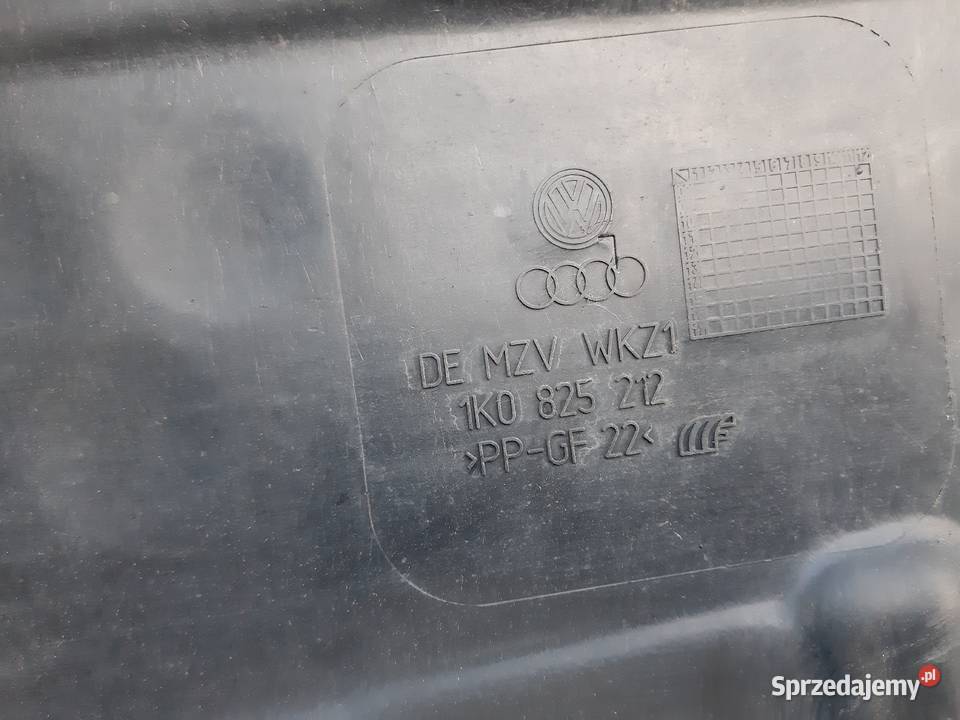 DE MZV WKZ1
1K0 825 212
>PP-GF 22<
Sprzedajemy.pl